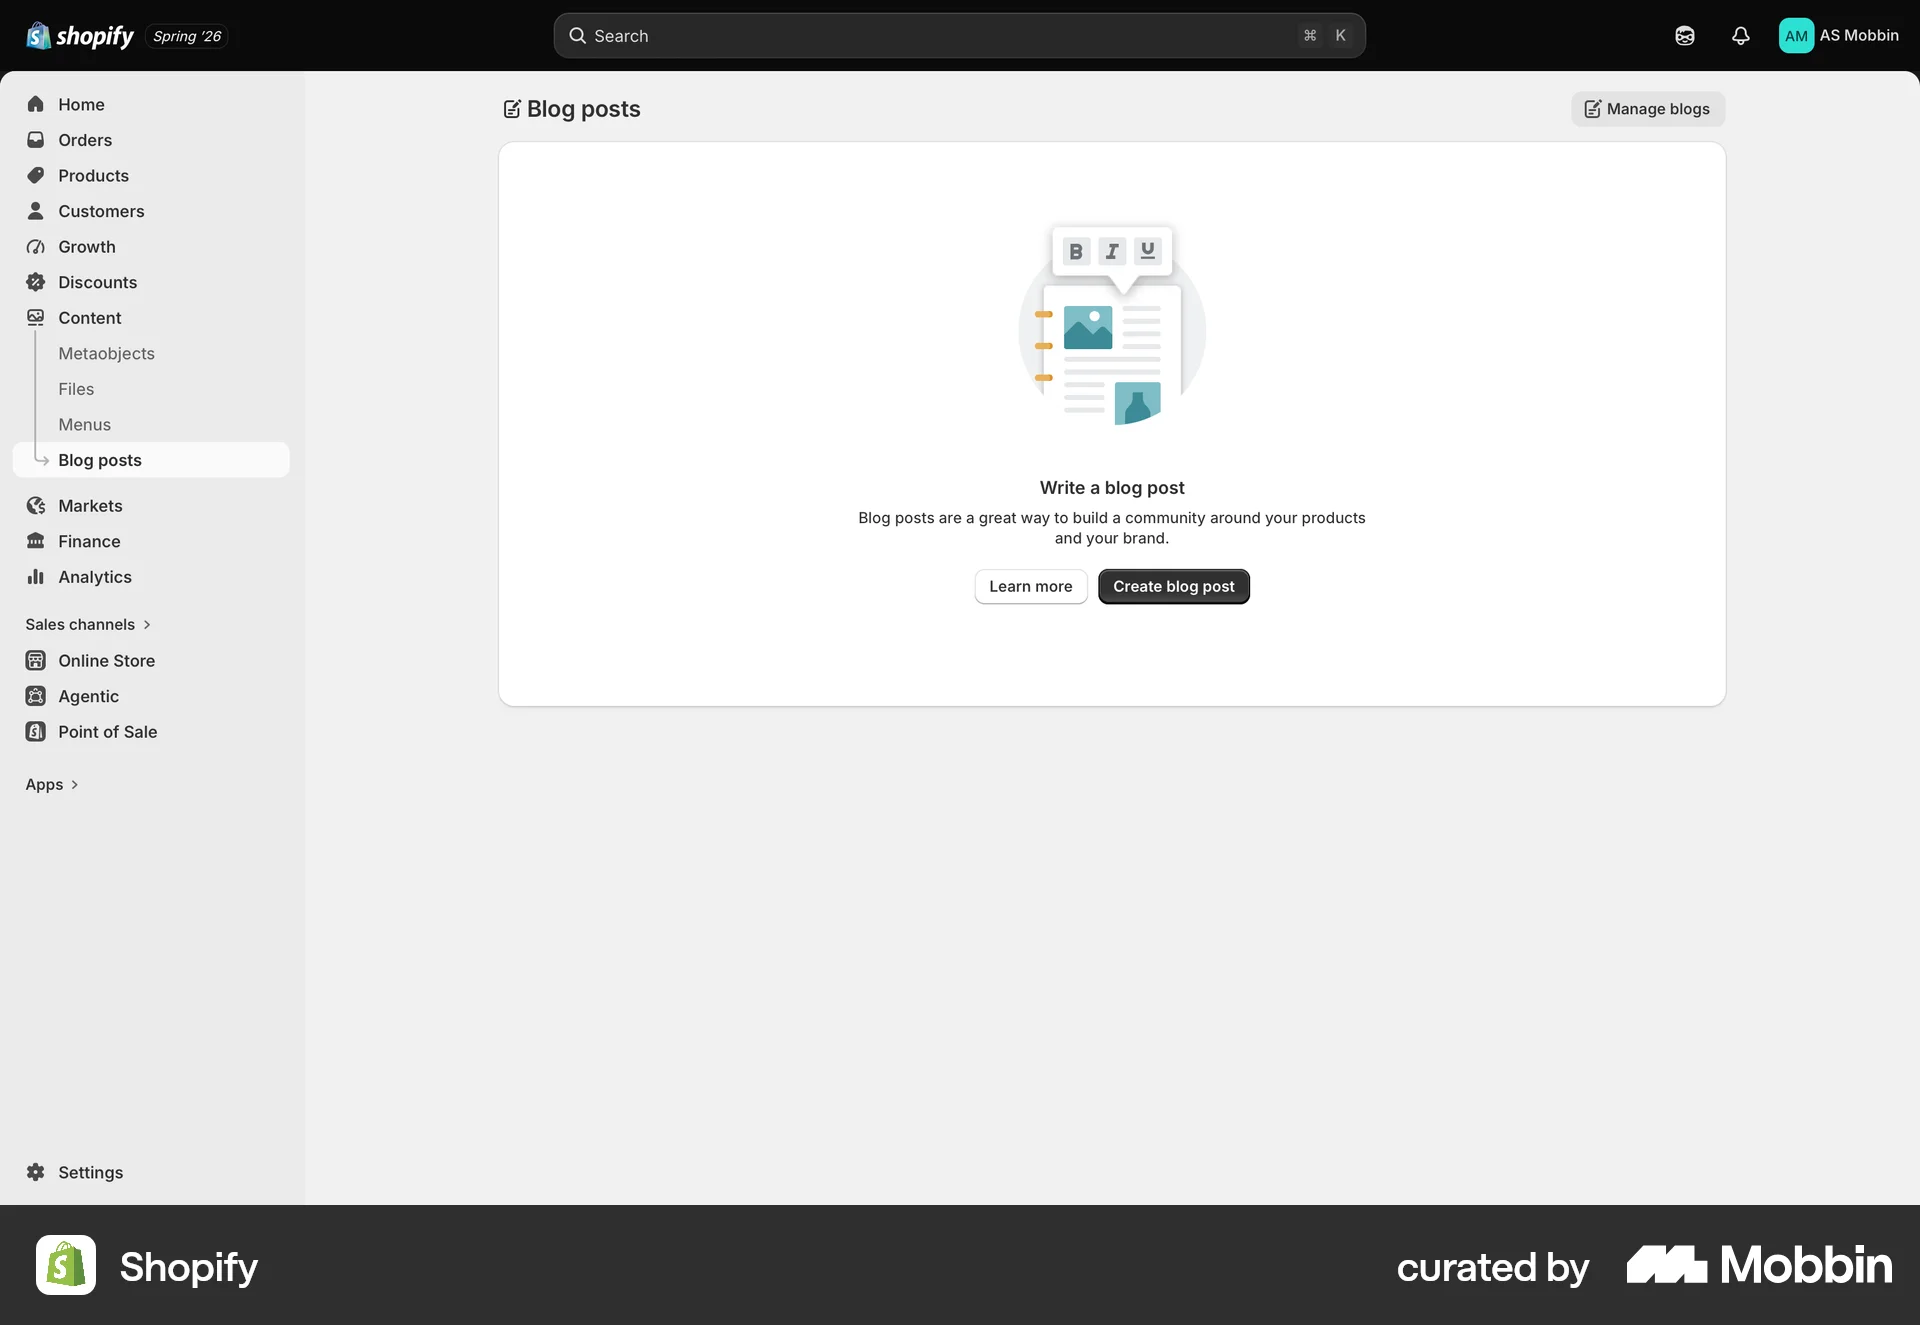 shopify
Spring '26
Search
⌘ K
AM
AS Mobbin
Home
Orders
Products
Customers
Growth
Discounts
Content
Metaobjects
Files
Menus
Blog posts
Markets
Finance
Analytics
Sales channels
Online Store
Agentic
Point of Sale
Apps
Settings
Blog posts
Manage blogs
B I U
Write a blog post
Blog posts are a great way to build a community around your products
and your brand.
Learn more
Create blog post
Shopify
curated by
Mobbin